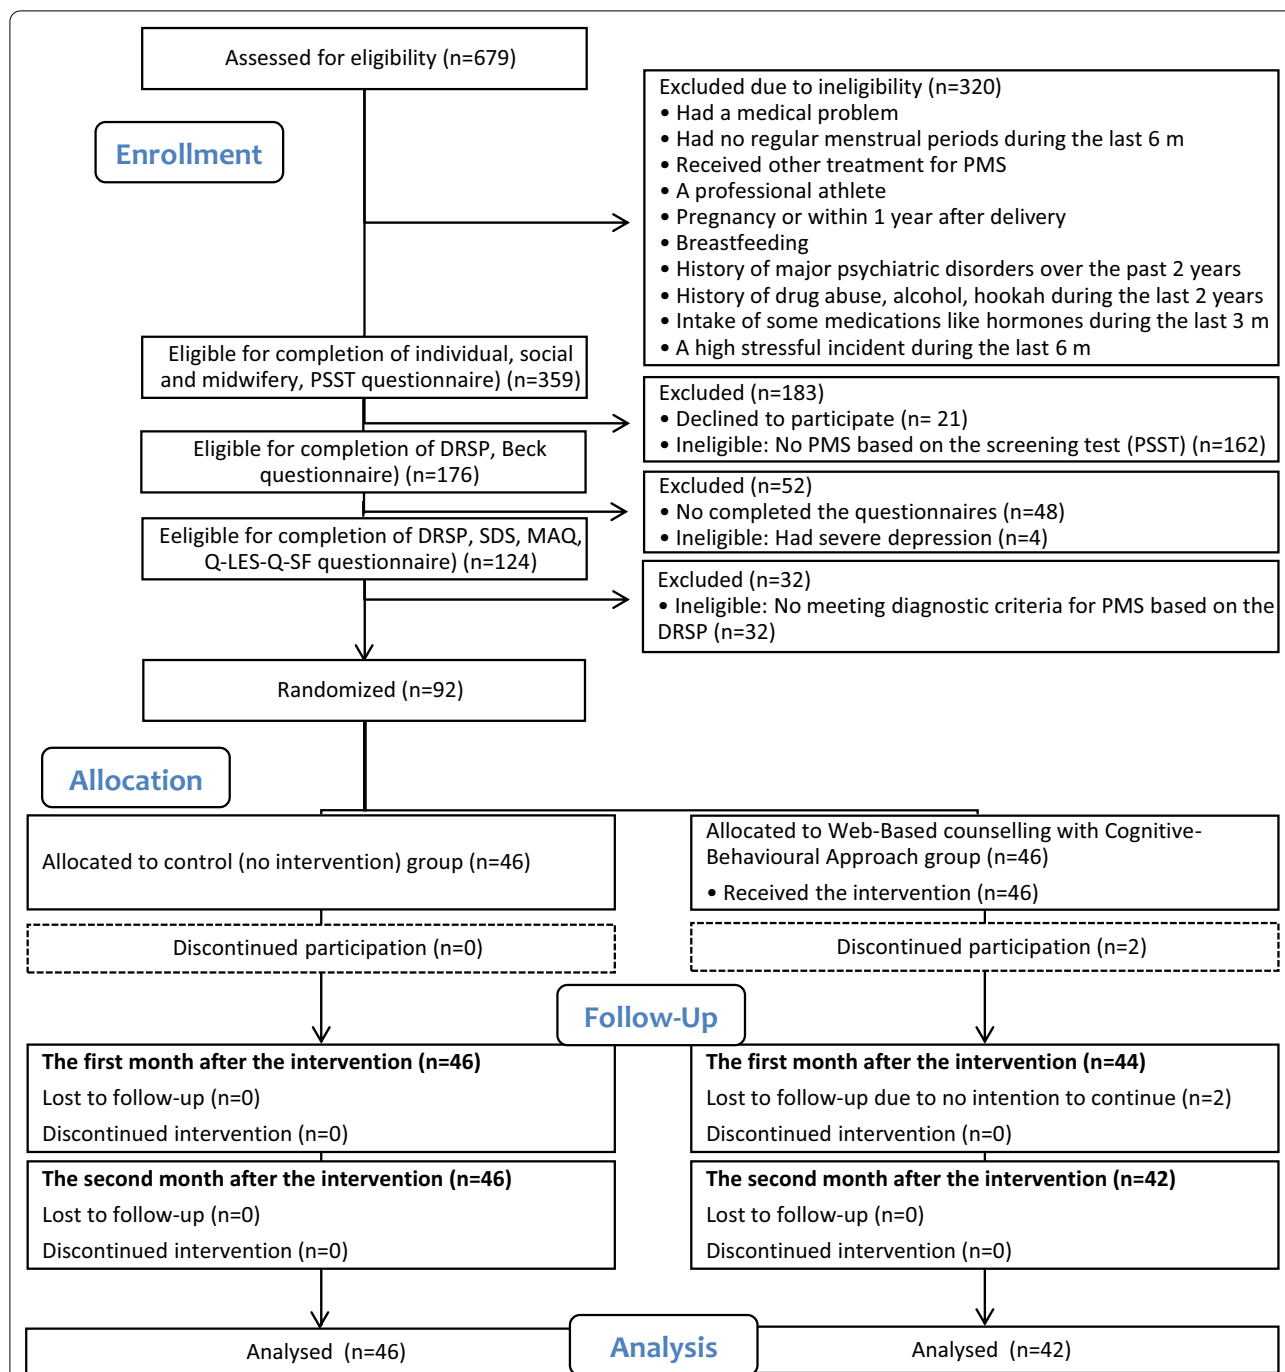 Assessed for eligibility (n=679)
Enrollment
Excluded due to ineligibility (n=320)
• Had a medical problem
• Had no regular menstrual periods during the last 6 m
• Received other treatment for PMS
• A professional athlete
• Pregnancy or within 1 year after delivery
• Breastfeeding
• History of major psychiatric disorders over the past 2 years
• History of drug abuse, alcohol, hookah during the last 2 years
• Intake of some medications like hormones during the last 3 m
• A high stressful incident during the last 6 m
Eligible for completion of individual, social
and midwifery, PSST questionnaire) (n=359)
Excluded (n=183)
• Declined to participate (n= 21)
• Ineligible: No PMS based on the screening test (PSST) (n=162)
Eligible for completion of DRSP, Beck
questionnaire) (n=176)
Excluded (n=52)
• No completed the questionnaires (n=48)
• Ineligible: Had severe depression (n=4)
Eeligible for completion of DRSP, SDS, MAQ,
Q-LES-Q-SF questionnaire) (n=124)
Excluded (n=32)
• Ineligible: No meeting diagnostic criteria for PMS based on the
DRSP (n=32)
Randomized (n=92)
Allocation
Allocated to control (no intervention) group (n=46)
Allocated to Web-Based counselling with Cognitive-
Behavioural Approach group (n=46)
• Received the intervention (n=46)
Discontinued participation (n=0)
Discontinued participation (n=2)
Follow-Up
The first month after the intervention (n=46)
Lost to follow-up (n=0)
Discontinued intervention (n=0)
The first month after the intervention (n=44)
Lost to follow-up due to no intention to continue (n=2)
Discontinued intervention (n=0)
The second month after the intervention (n=46)
Lost to follow-up (n=0)
Discontinued intervention (n=0)
The second month after the intervention (n=42)
Lost to follow-up (n=0)
Discontinued intervention (n=0)
Analysis
Analysed (n=46)
Analysed (n=42)